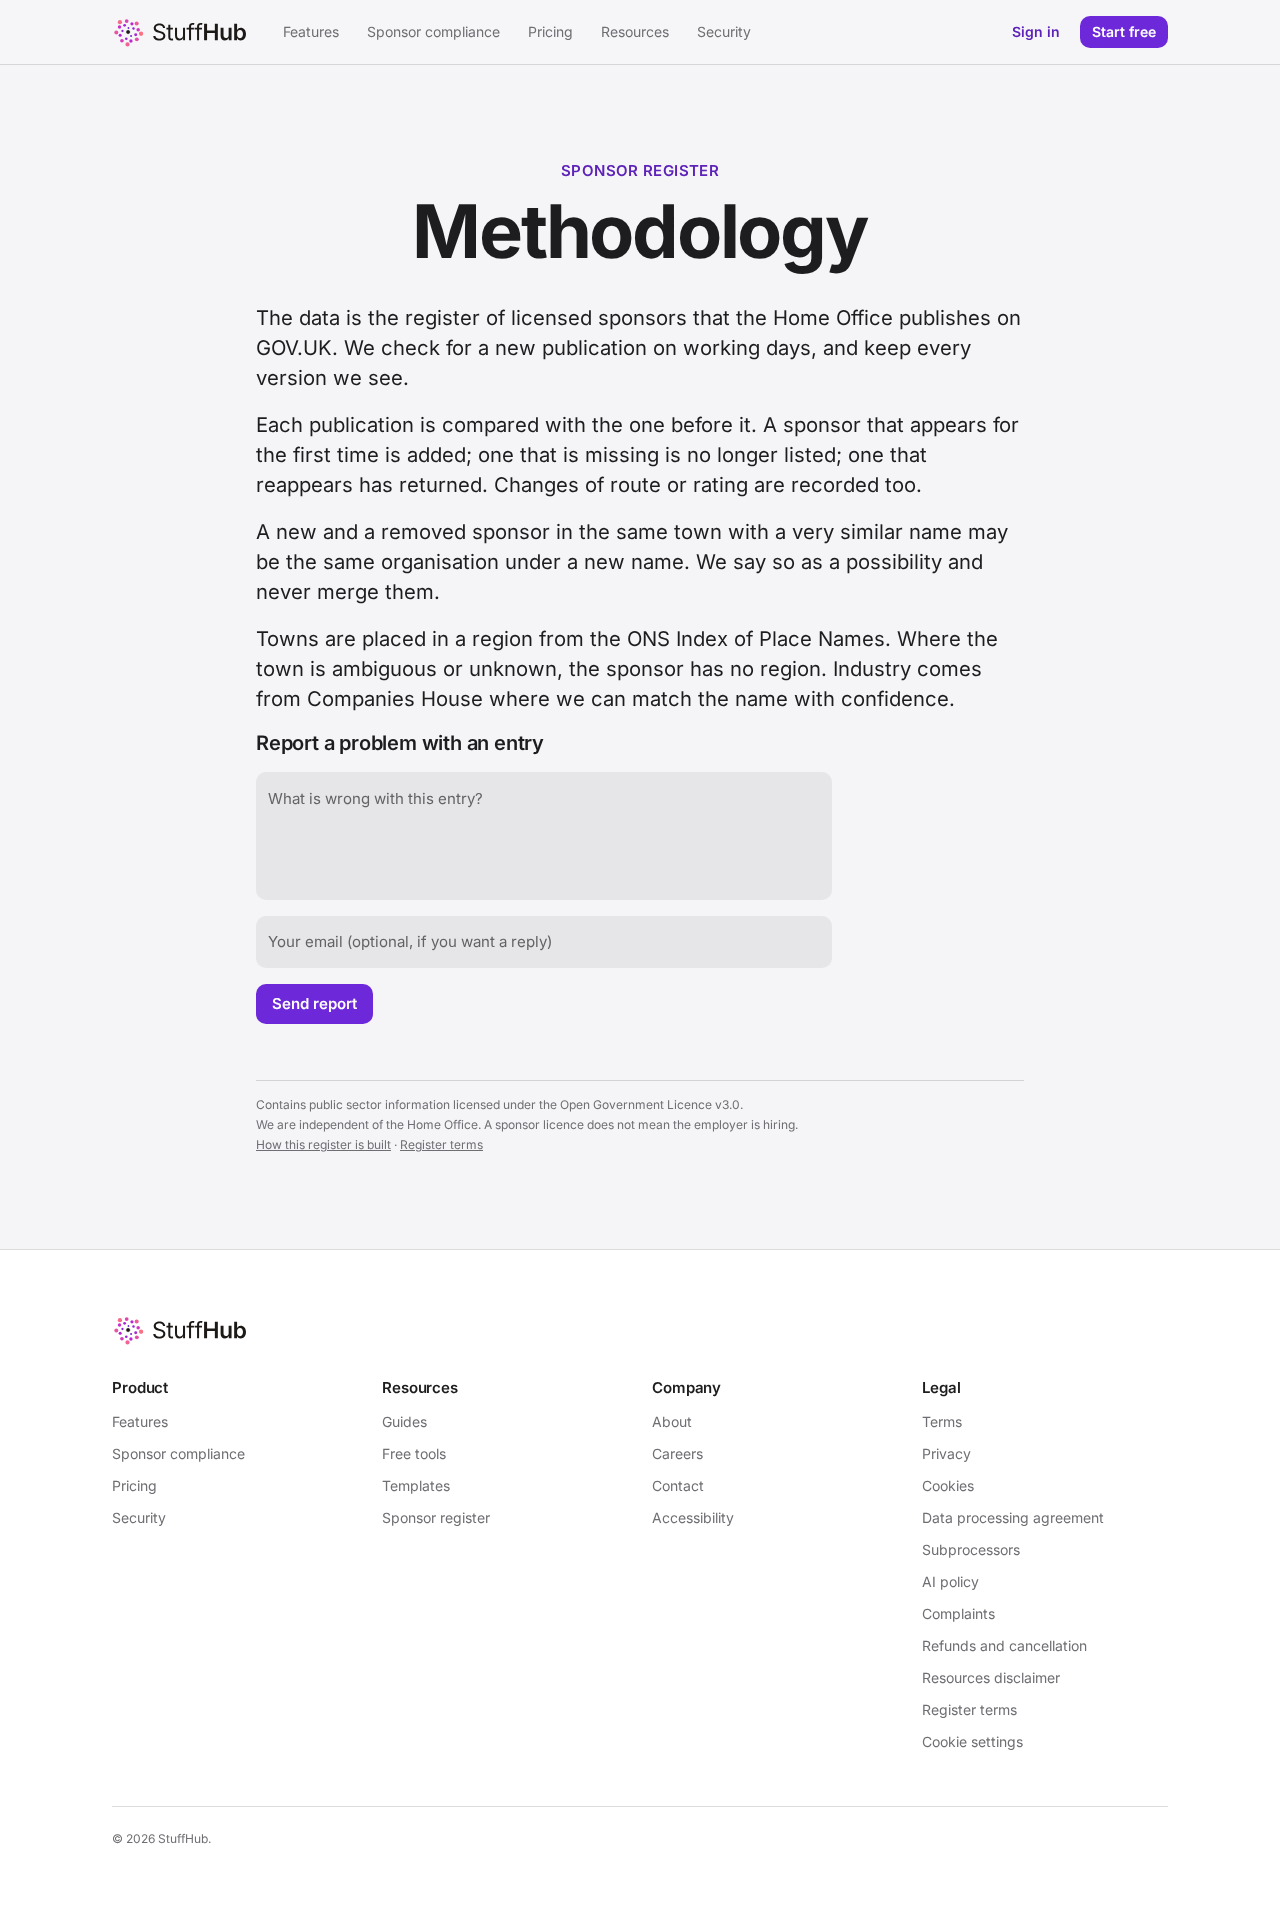 StuffHub
Features
Sponsor compliance
Pricing
Resources
Security
Sign in
Start free
SPONSOR REGISTER
Methodology
The data is the register of licensed sponsors that the Home Office publishes on
GOV.UK. We check for a new publication on working days, and keep every
version we see.
Each publication is compared with the one before it. A sponsor that appears for
the first time is added; one that is missing is no longer listed; one that
reappears has returned. Changes of route or rating are recorded too.
A new and a removed sponsor in the same town with a very similar name may
be the same organisation under a new name. We say so as a possibility and
never merge them.
Towns are placed in a region from the ONS Index of Place Names. Where the
town is ambiguous or unknown, the sponsor has no region. Industry comes
from Companies House where we can match the name with confidence.
Report a problem with an entry
What is wrong with this entry?
Your email (optional, if you want a reply)
Send report
Contains public sector information licensed under the Open Government Licence v3.0.
We are independent of the Home Office. A sponsor licence does not mean the employer is hiring.
How this register is built · Register terms
StuffHub
Product
Features
Sponsor compliance
Pricing
Security
Resources
Guides
Free tools
Templates
Sponsor register
Company
About
Careers
Contact
Accessibility
Legal
Terms
Privacy
Cookies
Data processing agreement
Subprocessors
AI policy
Complaints
Refunds and cancellation
Resources disclaimer
Register terms
Cookie settings
© 2026 StuffHub.